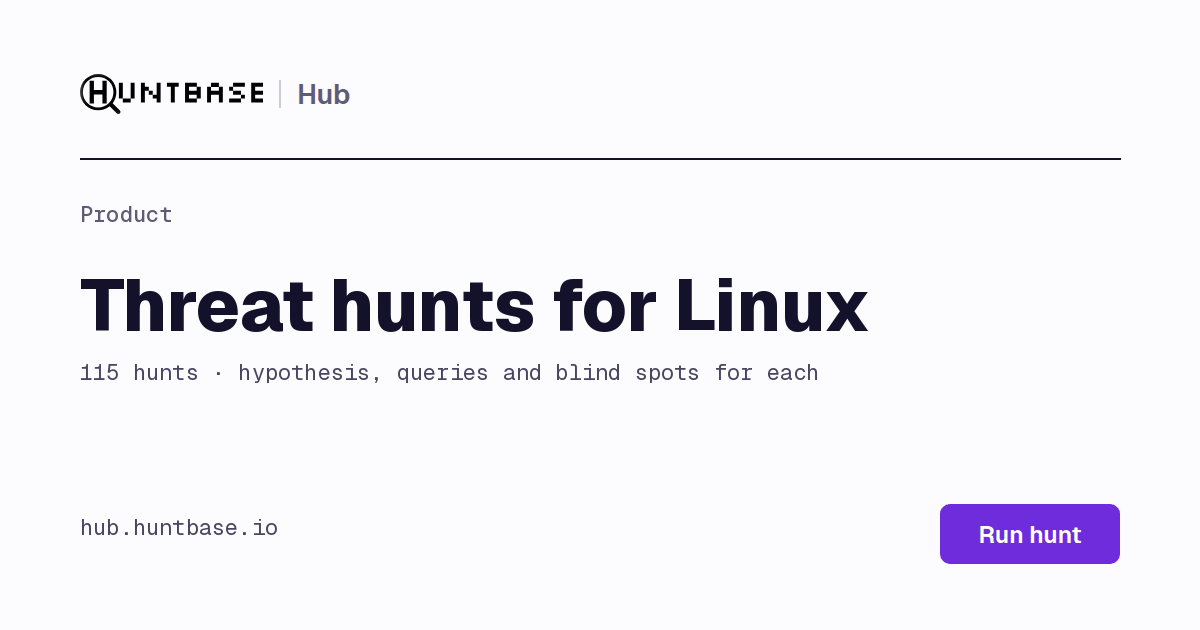 HUNTBASE | Hub
Product
Threat hunts for Linux
115 hunts · hypothesis, queries and blind spots for each
hub.huntbase.io
Run hunt